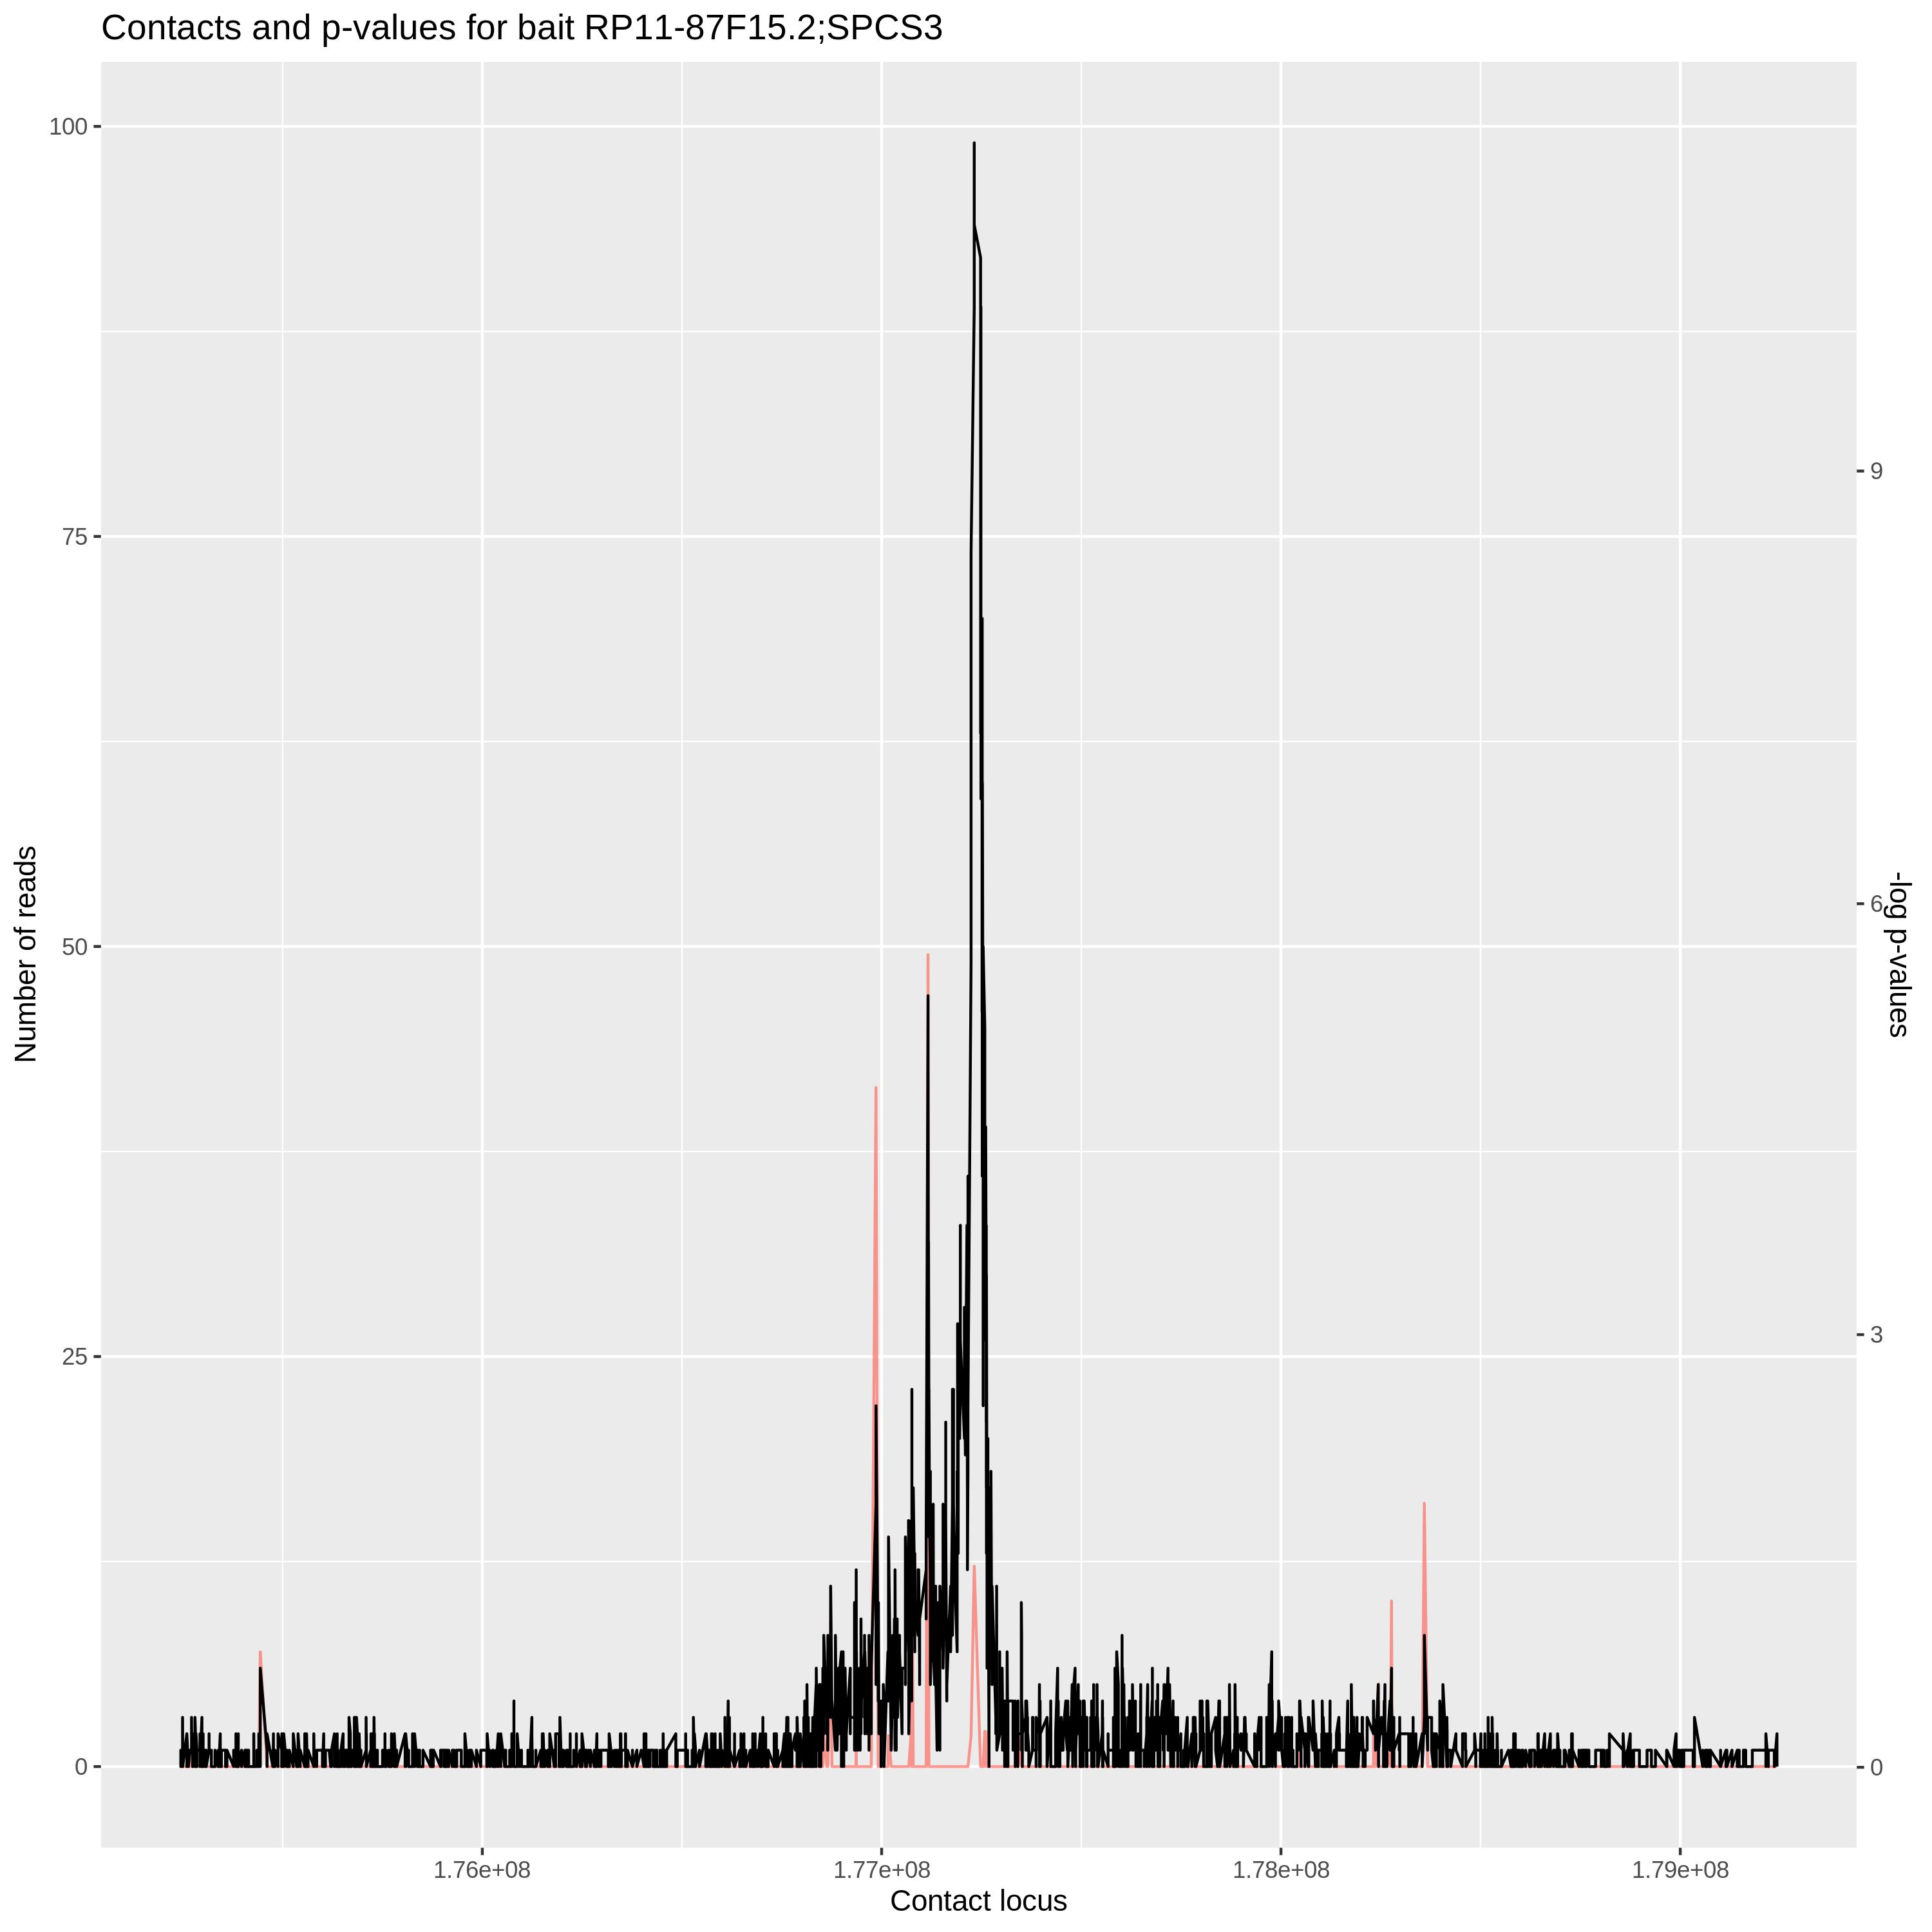 Contacts and p-values for bait RP11-87F15.2;SPCS3
100
75
50
25
0
Number of reads
9
6
3
0
-log p-values
1.76e+08
1.77e+08
1.78e+08
1.79e+08
Contact locus